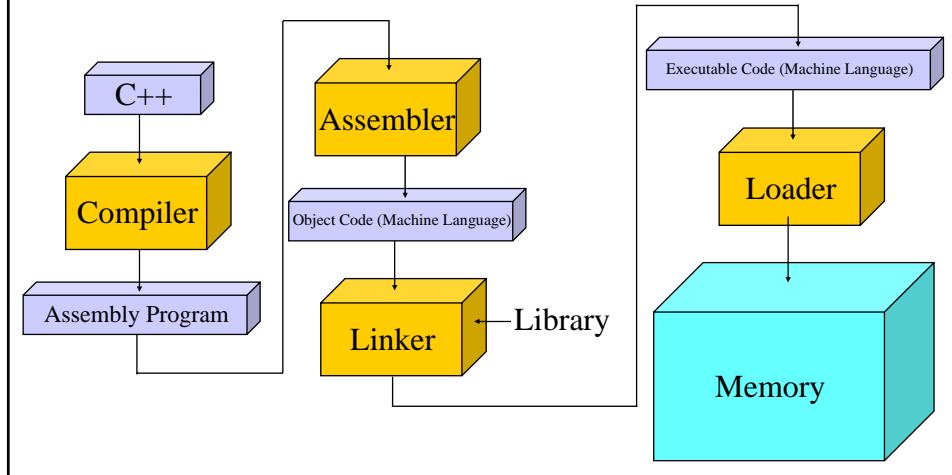 C++
Compiler
Assembly Program
Assembler
Object Code (Machine Language)
Linker
Library
Executable Code (Machine Language)
Loader
Memory